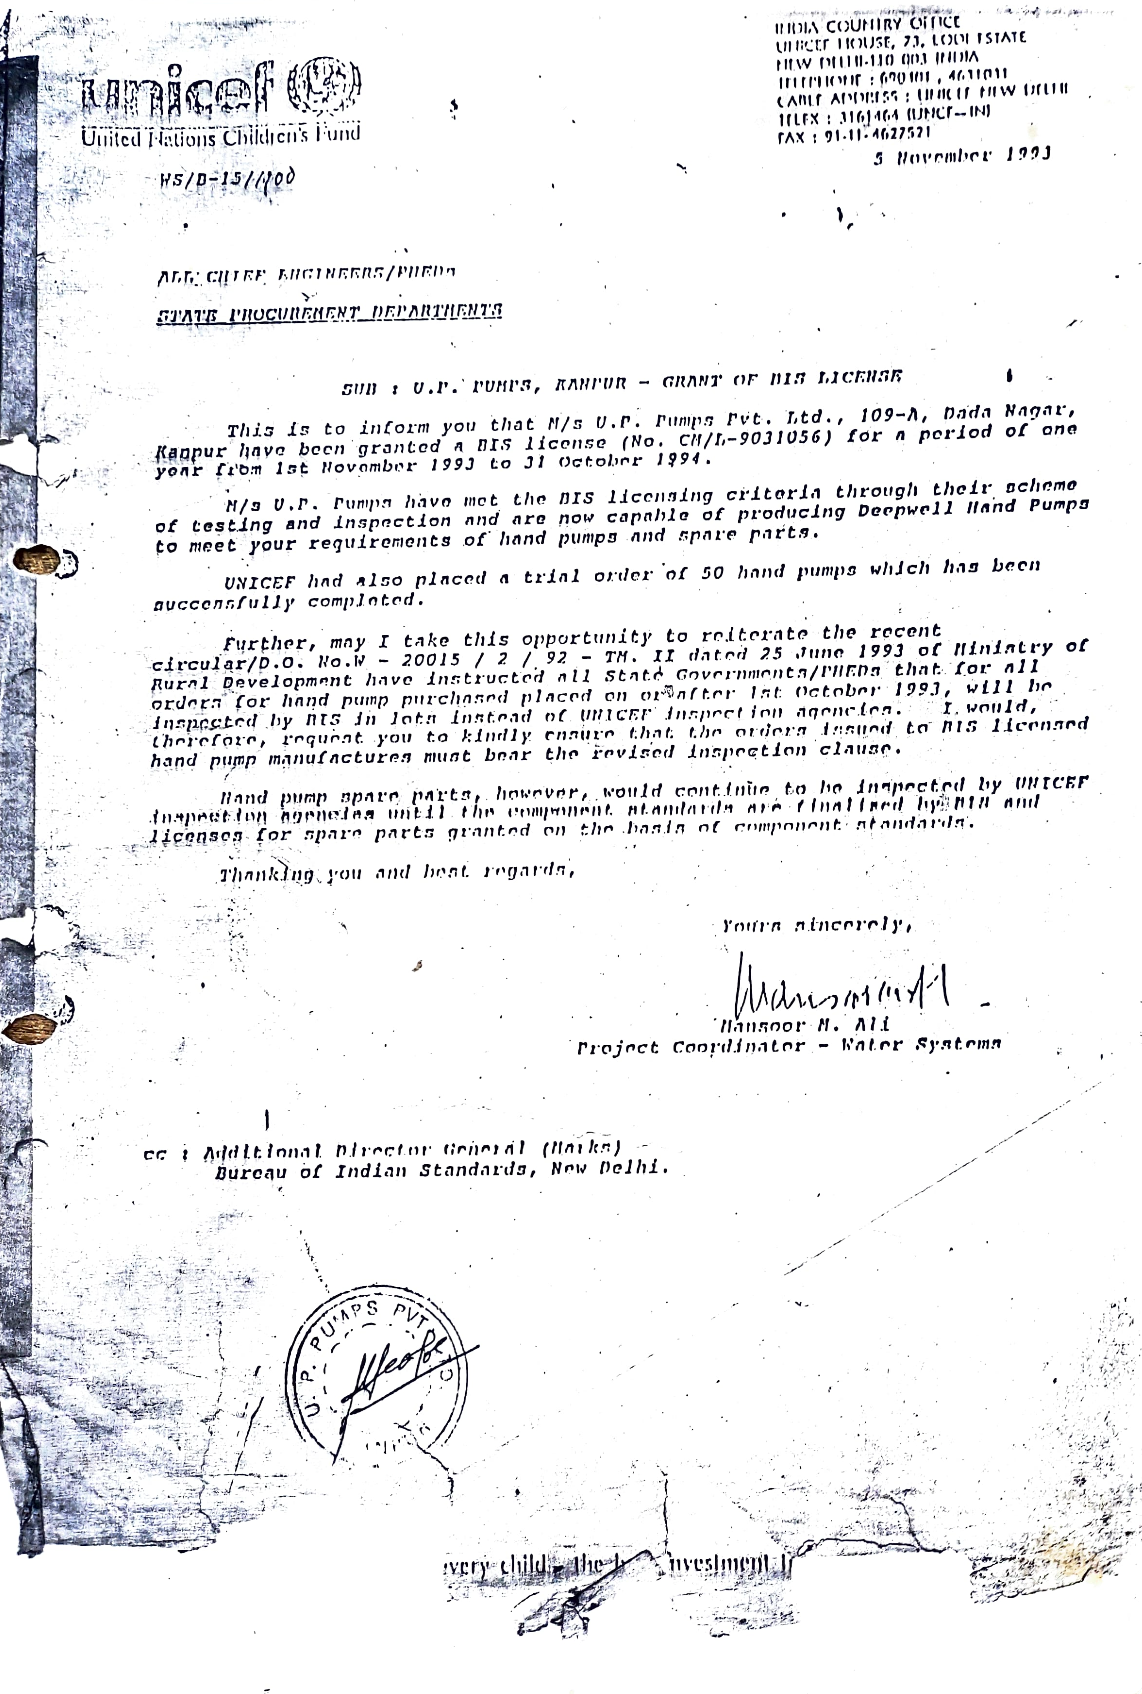 unicef
United Nations Children's Fund
INDIA COUNTRY OFFICE
UNICEF HOUSE, 73, LODI ESTATE
NEW DELHI-110 003 INDIA
TELEPHONE : 690401 , 4611011
CABLE ADDRESS : UNICEF NEW DELHI
TELEX : 3161464 (UNCF-IN)
FAX : 91-11-4627521
5 November 1993
WS/D-15/
ALL CHIEF ENGINEERS/PHEDs
STATE PROCUREMENT DEPARTMENTS
SUB : U.P. PUMPS, KANPUR - GRANT OF BIS LICENSE
This is to inform you that M/s U.P. Pumps Pvt. Ltd., 109-A, Dada Nagar,
Kanpur have been granted a BIS license (No. CM/L-9031056) for a period of one
year from 1st November 1993 to 31 October 1994.
M/s U.P. Pumps have met the BIS licensing criteria through their scheme
of testing and inspection and are now capable of producing Deepwell Hand Pumps
to meet your requirements of hand pumps and spare parts.
UNICEF had also placed a trial order of 50 hand pumps which has been
successfully completed.
Further, may I take this opportunity to reiterate the recent
circular/D.O. No.W - 20015 / 2 / 92 - TM. II dated 25 June 1993 of Ministry of
Rural Development have instructed all State Governments/PHEDs that for all
orders for hand pump purchased placed on or after 1st October 1993, will be
inspected by BIS in lots instead of UNICEF inspection agencies. I would,
therefore, request you to kindly ensure that the orders issued to BIS licensed
hand pump manufactures must bear the revised inspection clause.
Hand pump spare parts, however, would continue to be inspected by UNICEF
inspection agencies until the component standards are finalised by BIS and
licenses for spare parts granted on the basis of component standards.
Thanking you and best regards,
Yours sincerely,
Mansoor M. Ali
Project Coordinator - Water Systems
cc : Additional Director General (Marks)
Bureau of Indian Standards, New Delhi.
U. P. PUMPS PVT
very child the investment